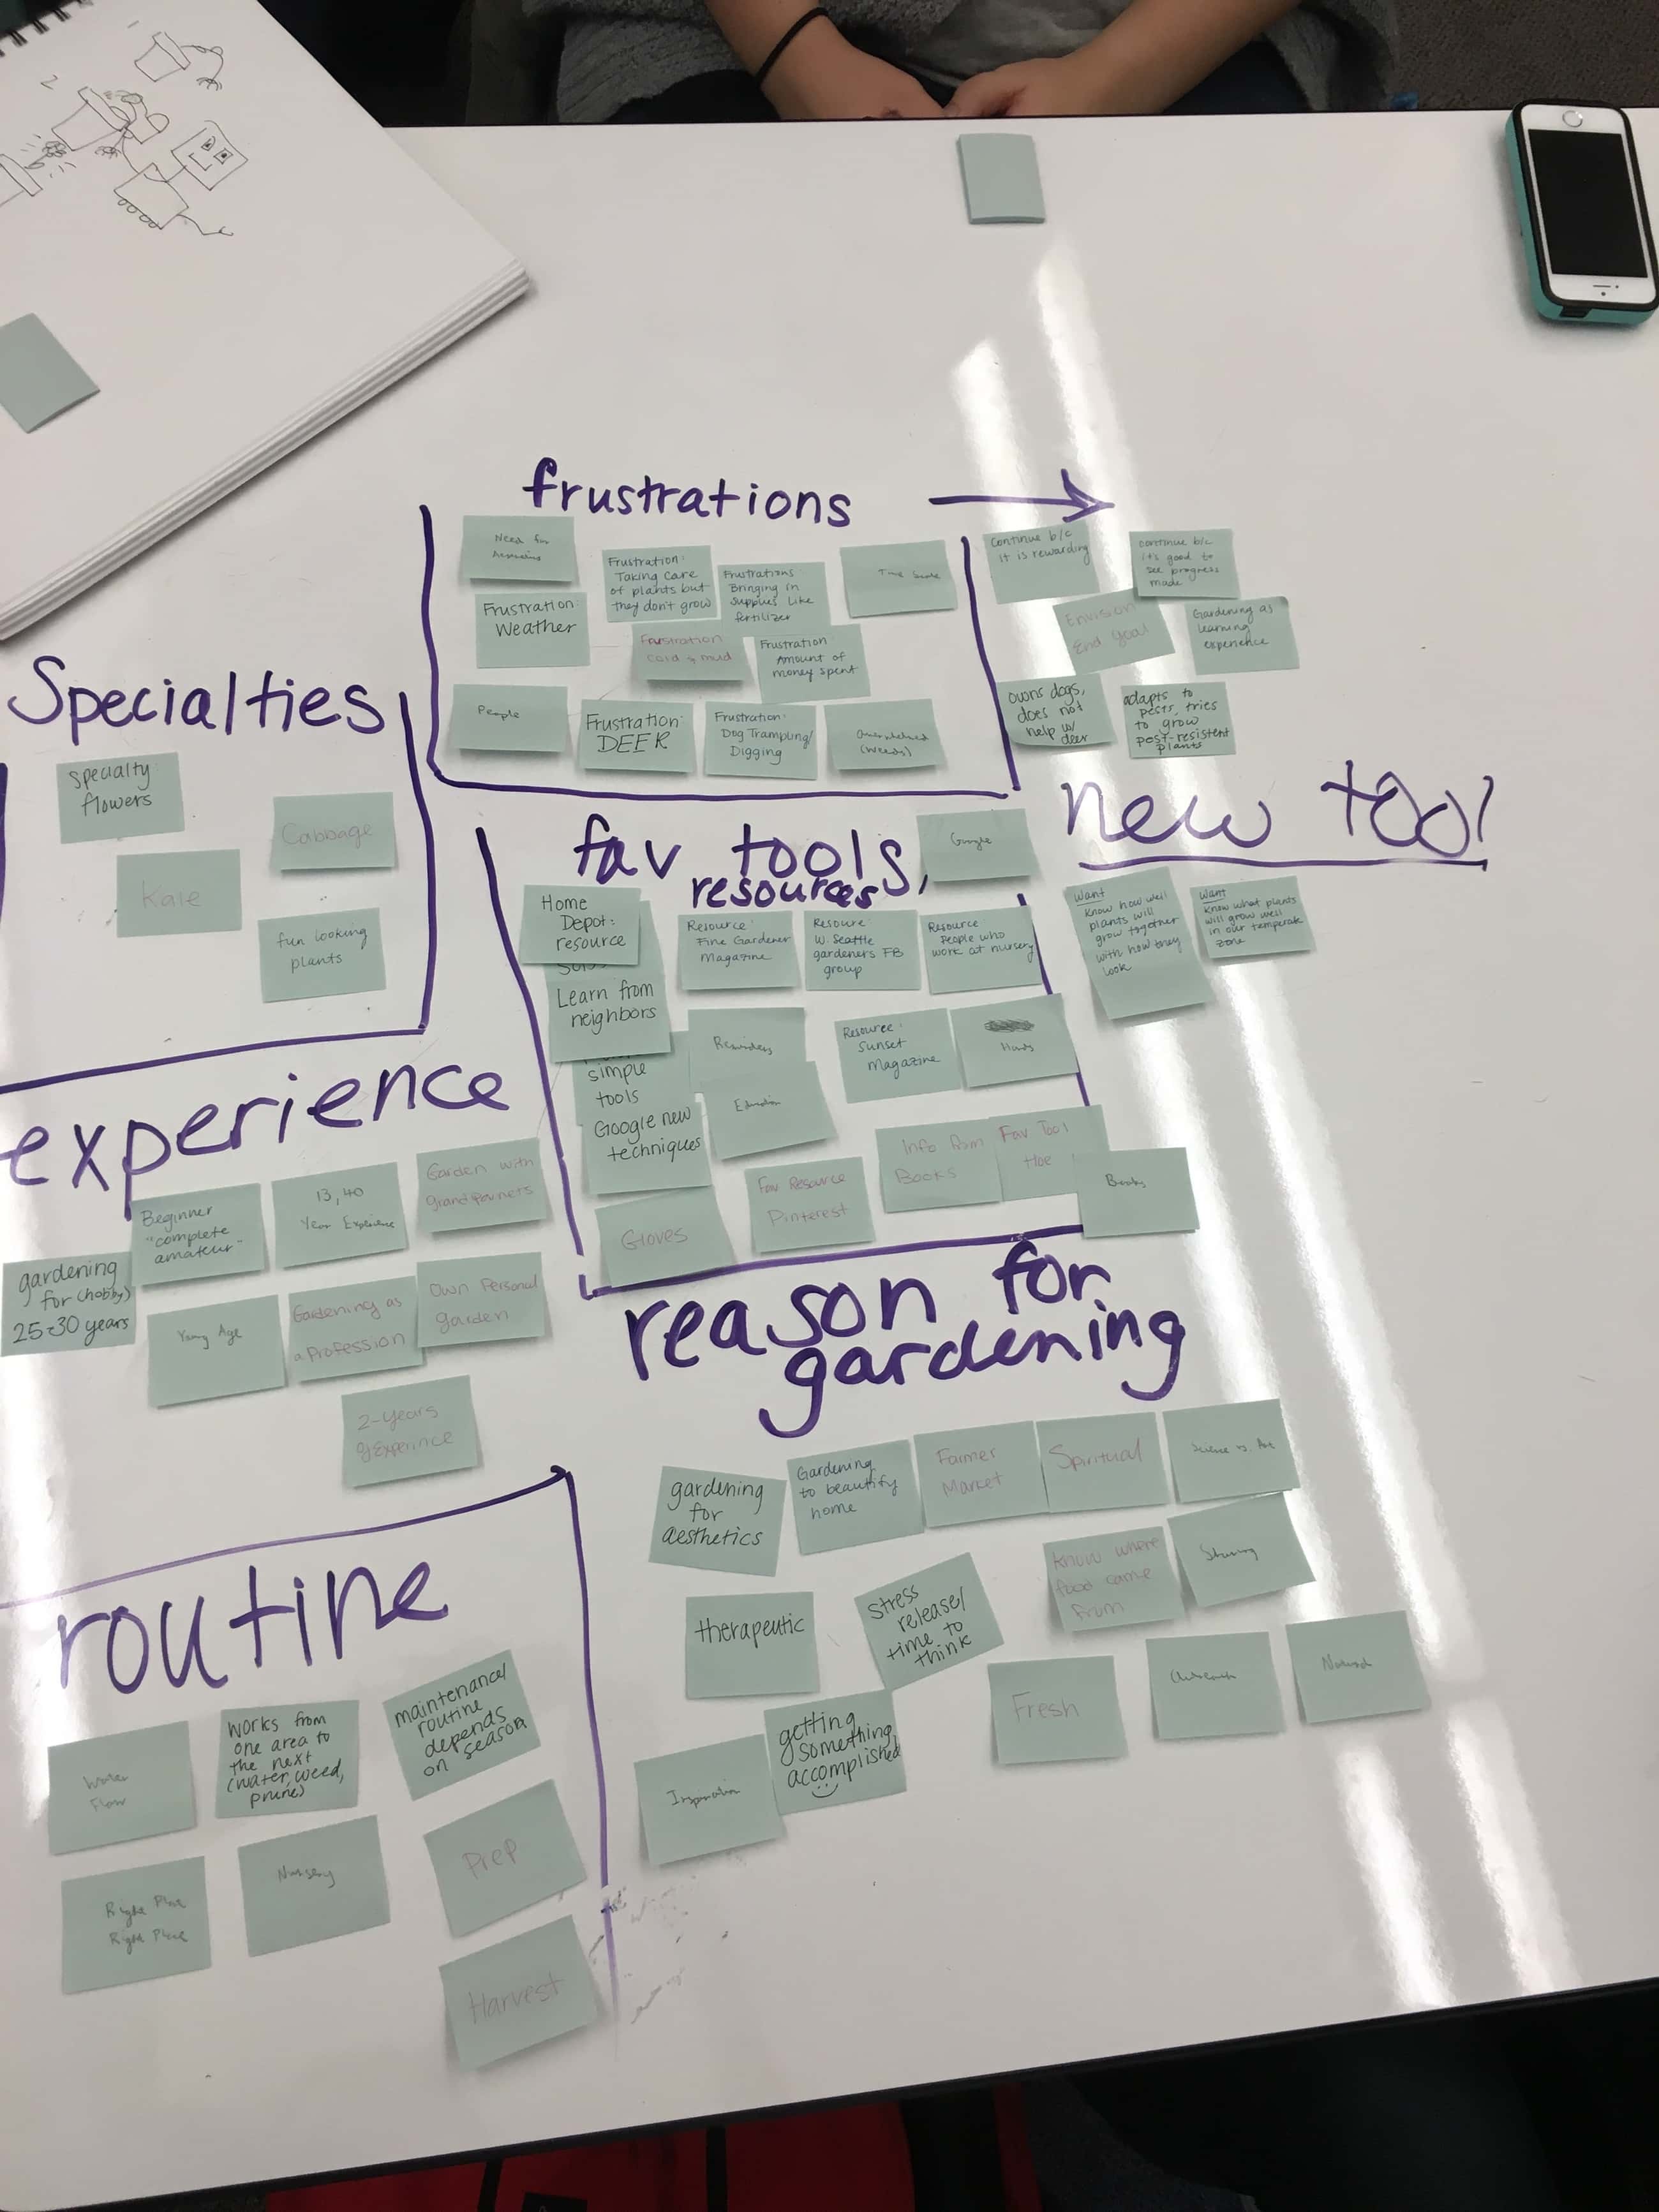 frustrations
Need for
Frustration:
Taking care
of plants but
they don't grow
Frustrations
Bringing in
supplies like
fertilizer
Time
Frustration:
Weather
Frustration
cold & mud
Frustration
Amount of
money spent
People
Frustration:
DEER
Frustration:
Dog Trampling/
Digging
(weeds)
Continue b/c
it is rewarding
continue b/c
it's good to
see progress
made
Envision
End goal
Gardening as
learning
experience
owns dogs,
does not
help w/
deer
adapts to
pests, tries
to grow
pest-resistent
plants
Specialties
Specialty:
flowers
Cabbage
Kale
fun looking
plants
fav tools,
resources
Google
Home
Depot:
resource
Resource:
Fine Gardener
Magazine
Resource:
W. Seattle
gardeners FB
group
Resource:
People who
work at nursery
Learn from
neighbors
Reminders
Resource:
Sunset
Magazine
Hands
simple
tools
Education
Google new
techniques
Info from
Books
Fav Tool
Hoe
Fav Resource
Pinterest
Books
Gloves
new tool
Want
Know how well
plants will
grow together
with how they
look
Want
know what plants
will grow well
in our temperate
zone
experience
Beginner
"complete
amateur"
13, 40
Year Experience
Garden with
grandparners
gardening
for (hobby)
25-30 years
Young Age
Gardening as
a Profession
Own Personal
garden
2-years
of Experince
reason for
gardening
gardening
for
aesthetics
Gardening
to beautify
home
Farmer
Market
Spiritual
Science vs. Art
therapeutic
stress
release/
time to
think
Know where
food came
from
Sharing
Fresh
Outreach
Natural
Inspiration
getting
something
accomplished
routine
Water
Flow
Works from
one area to
the next
(water, weed,
prune)
maintenance/
routine
depends
on season
Right Plant
Right Place
Nursery
Prep
Harvest